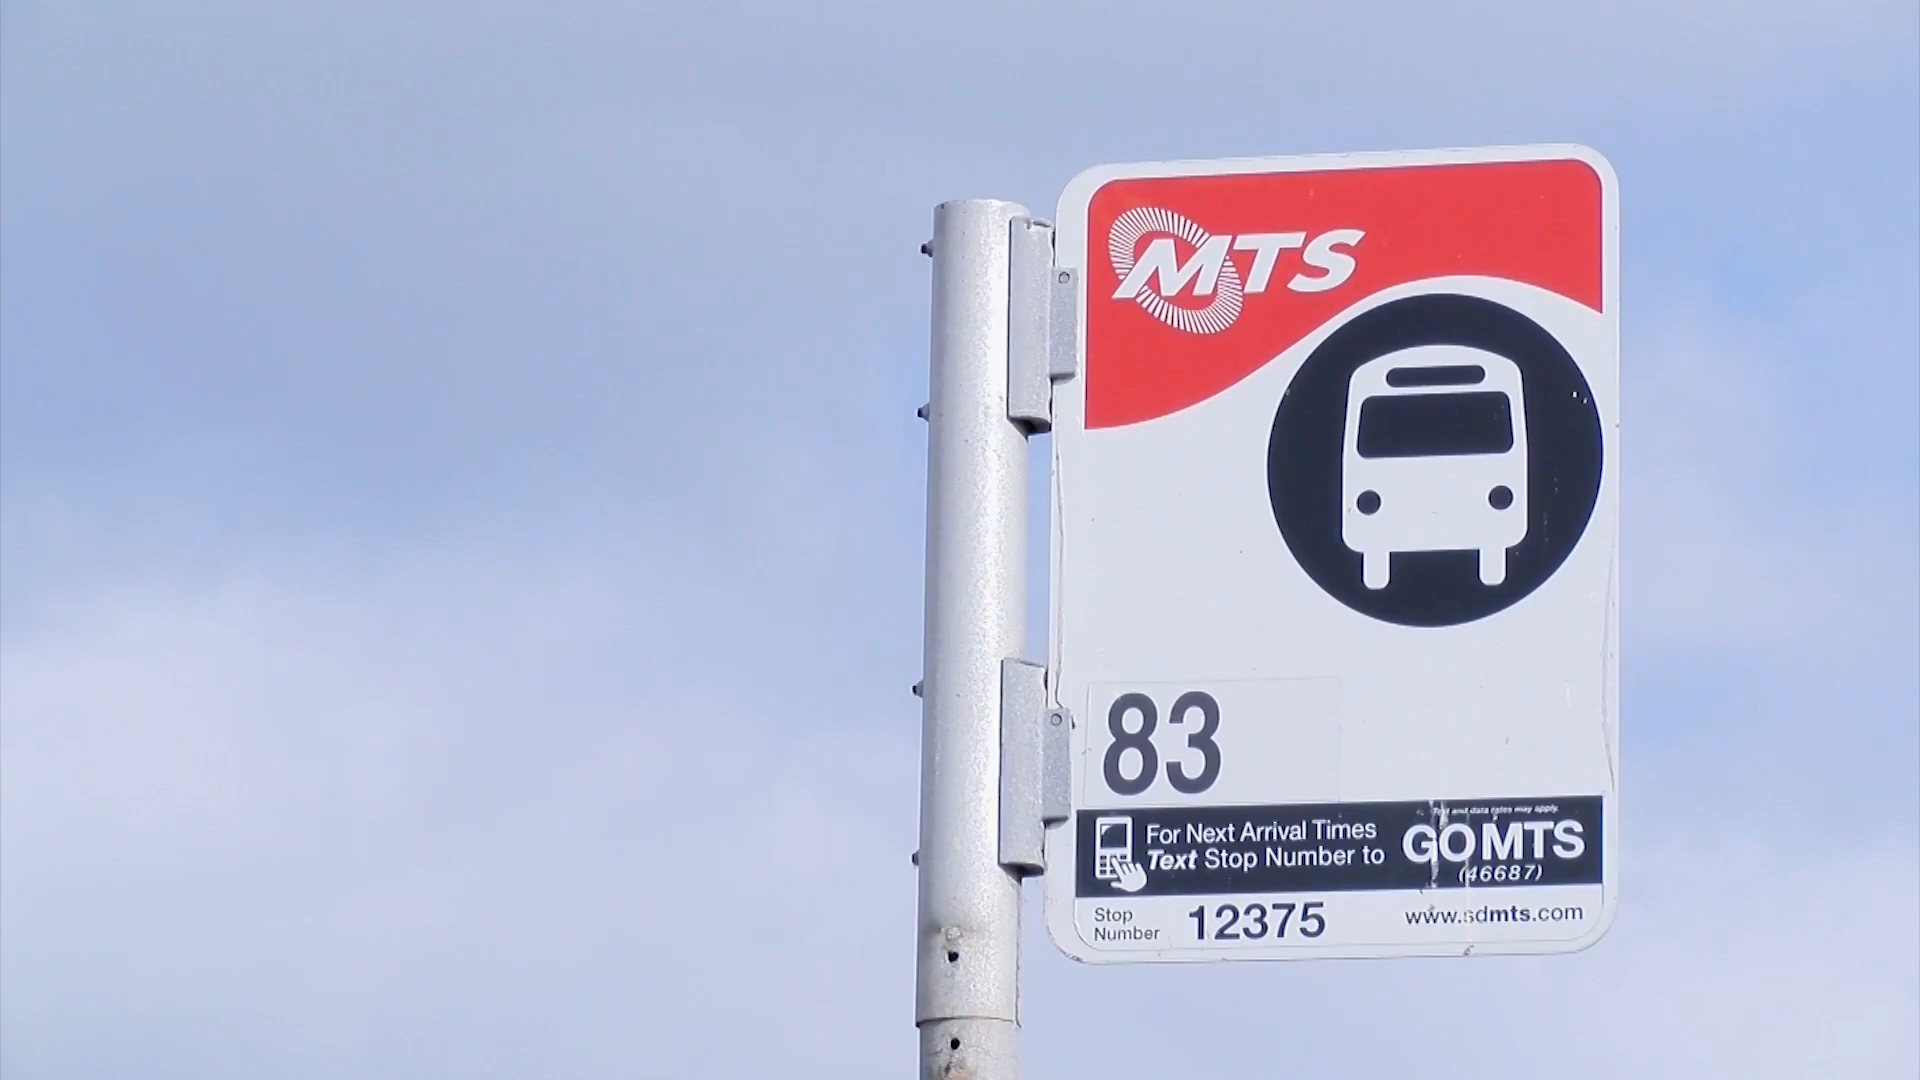 MTS
83
Text and data rates may apply.
For Next Arrival Times
Text Stop Number to
GOMTS
(46687)
Stop
Number
12375
www.sdmts.com